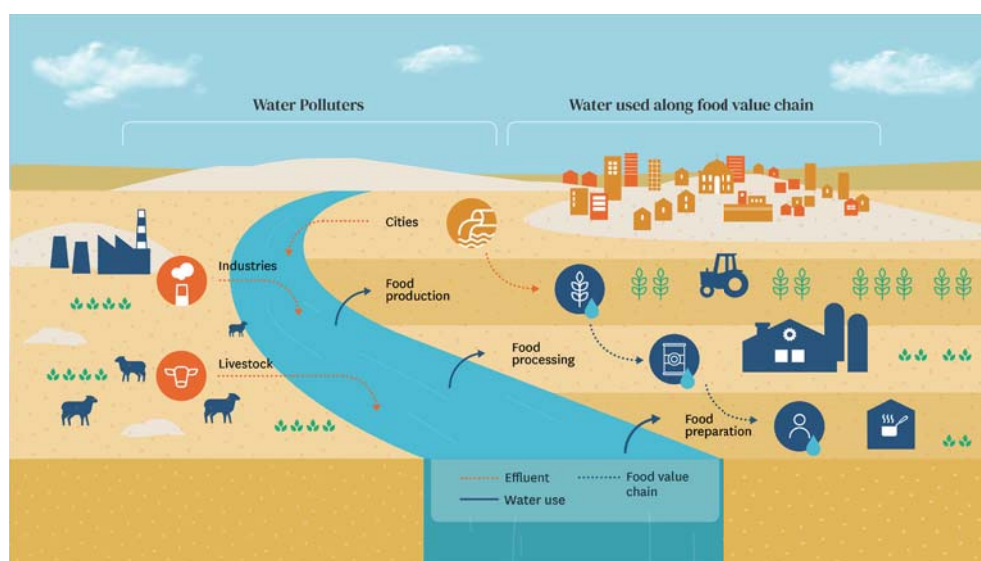 Water Polluters
Water used along food value chain
Cities
Industries
Food
production
Food
processing
Livestock
Food
preparation
Effluent
Food value
chain
Water use